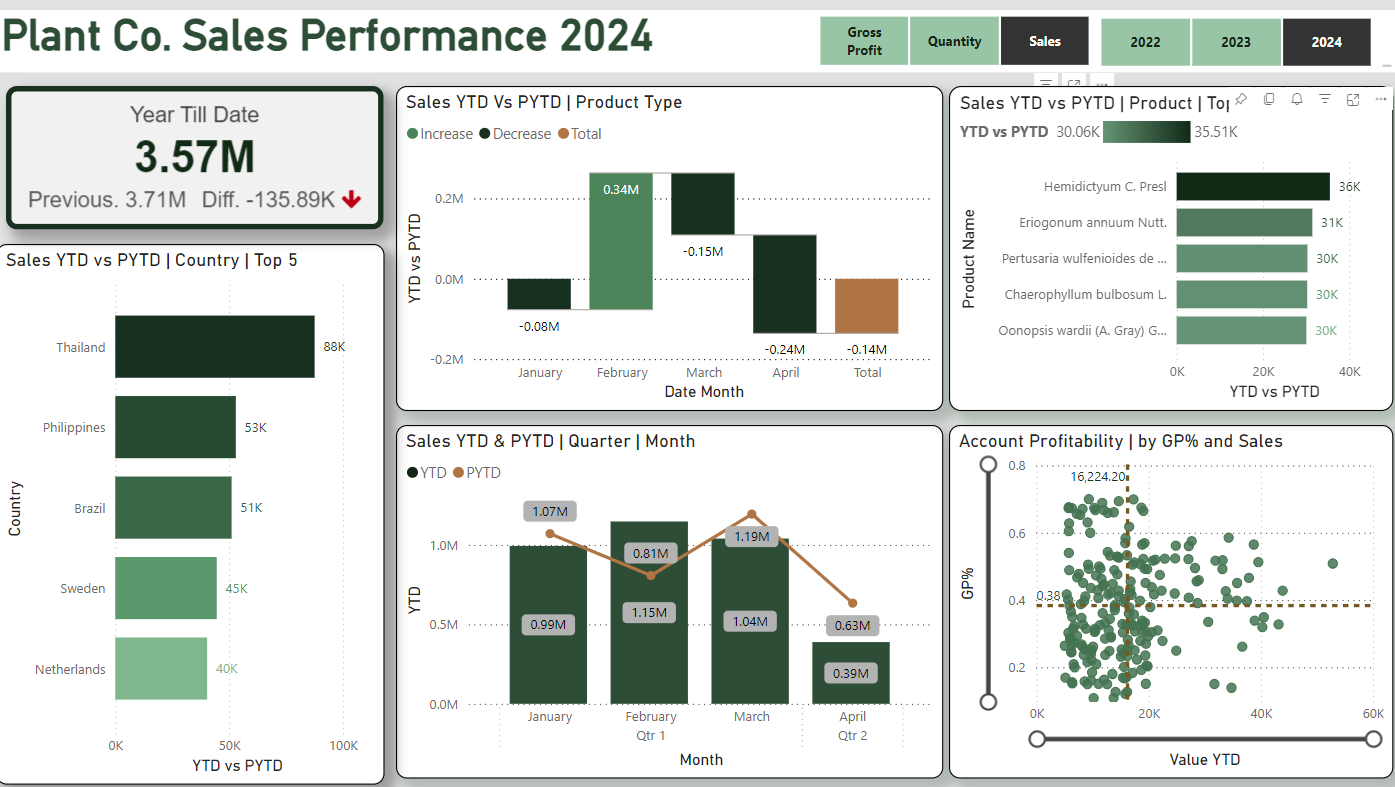 Plant Co. Sales Performance 2024
Gross
Profit
Quantity
Sales
2022
2023
2024
Year Till Date
3.57M
Previous. 3.71M Diff. -135.89K
Sales YTD vs PYTD | Country | Top 5
Country
Thailand 88K
Philippines 53K
Brazil 51K
Sweden 45K
Netherlands 40K
0K 50K 100K
YTD vs PYTD
Sales YTD Vs PYTD | Product Type
Increase Decrease Total
YTD vs PYTD
0.2M
0.0M
-0.2M
-0.08M
0.34M
-0.15M
-0.24M
-0.14M
January February March April Total
Date Month
Sales YTD & PYTD | Quarter | Month
YTD PYTD
YTD
1.0M
0.5M
0.0M
1.07M
0.81M
1.19M
0.63M
0.99M
1.15M
1.04M
0.39M
January February March April
Qtr 1 Qtr 2
Month
Sales YTD vs PYTD | Product | Top
YTD vs PYTD 30.06K 35.51K
Product Name
Hemidictyum C. Presl 36K
Eriogonum annuum Nutt. 31K
Pertusaria wulfenioides de ... 30K
Chaerophyllum bulbosum L. 30K
Oonopsis wardii (A. Gray) G... 30K
0K 20K 40K
YTD vs PYTD
Account Profitability | by GP% and Sales
GP%
0.8
0.6
0.4
0.2
16,224.20
0.38
0K 20K 40K 60K
Value YTD